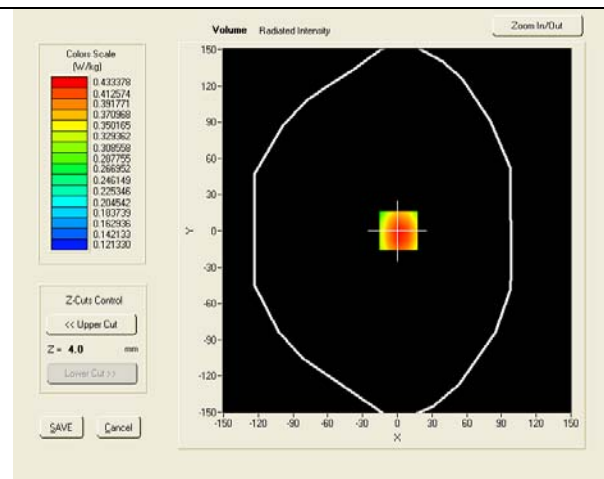 Volume Radiated Intensity
Zoom In/Out
Colors Scale
(W/kg)
0.433378
0.412574
0.391771
0.370968
0.350165
0.329362
0.308558
0.287755
0.266952
0.246149
0.225346
0.204542
0.183739
0.162936
0.142133
0.121330
Z-Cuts Control
<< Upper Cut
Z = 4.0 mm
Lower Cut >>
SAVE Cancel
150
120
90
60
30
0
-30
-60
-90
-120
-150
Y
-150 -120 -90 -60 -30 0 30 60 90 120 150
X